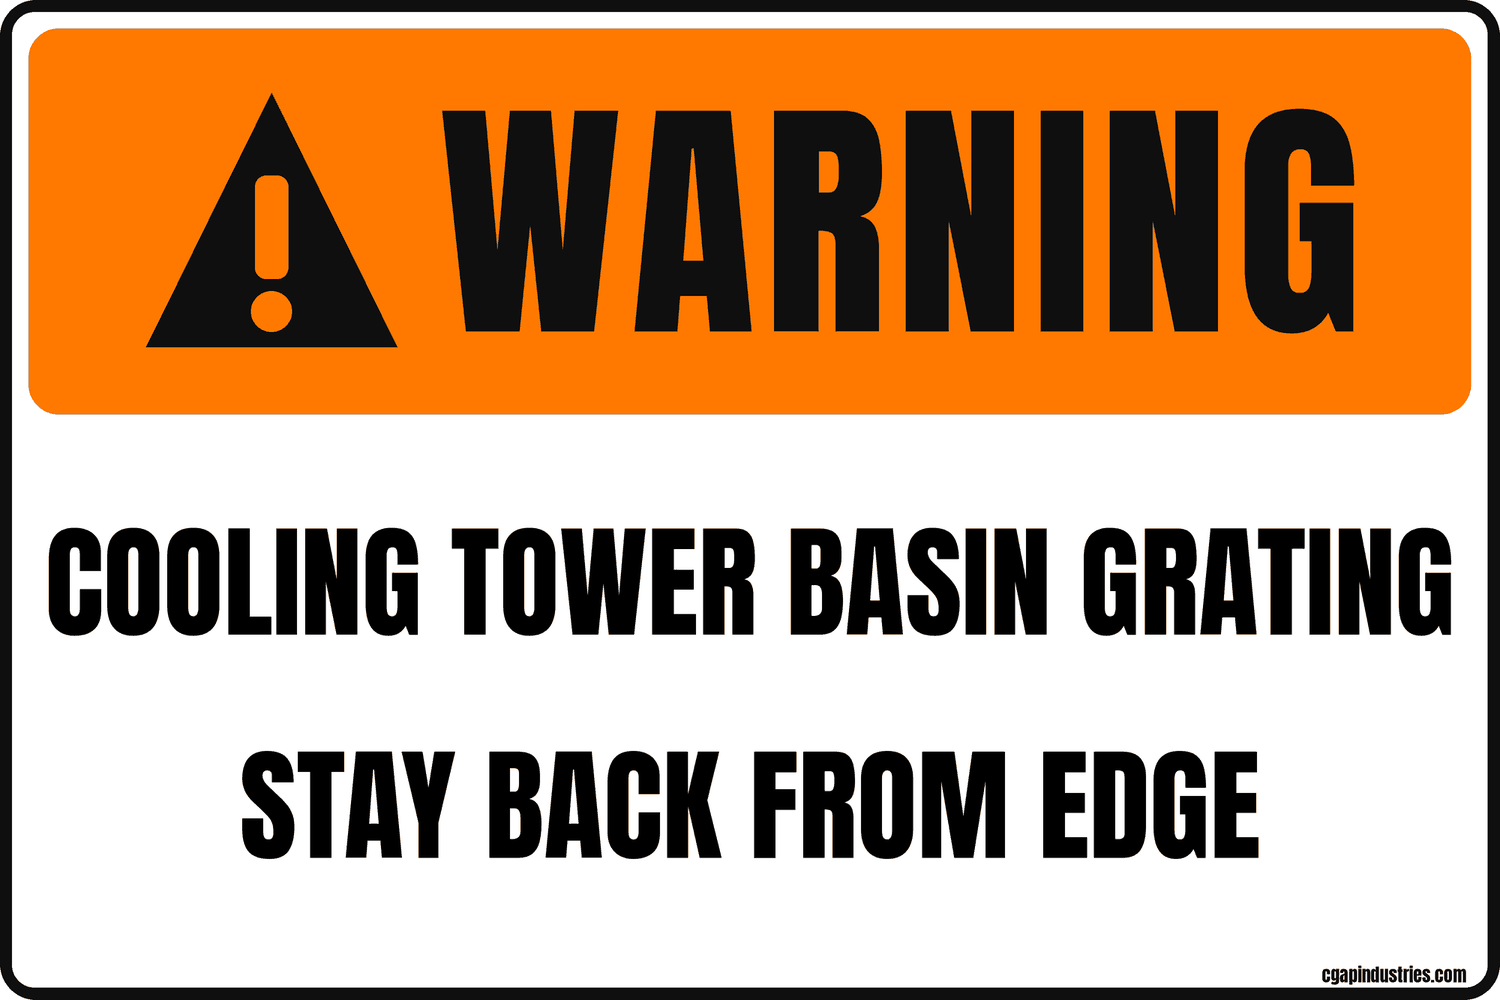 WARNING
COOLING TOWER BASIN GRATING
STAY BACK FROM EDGE
cgapindustries.com